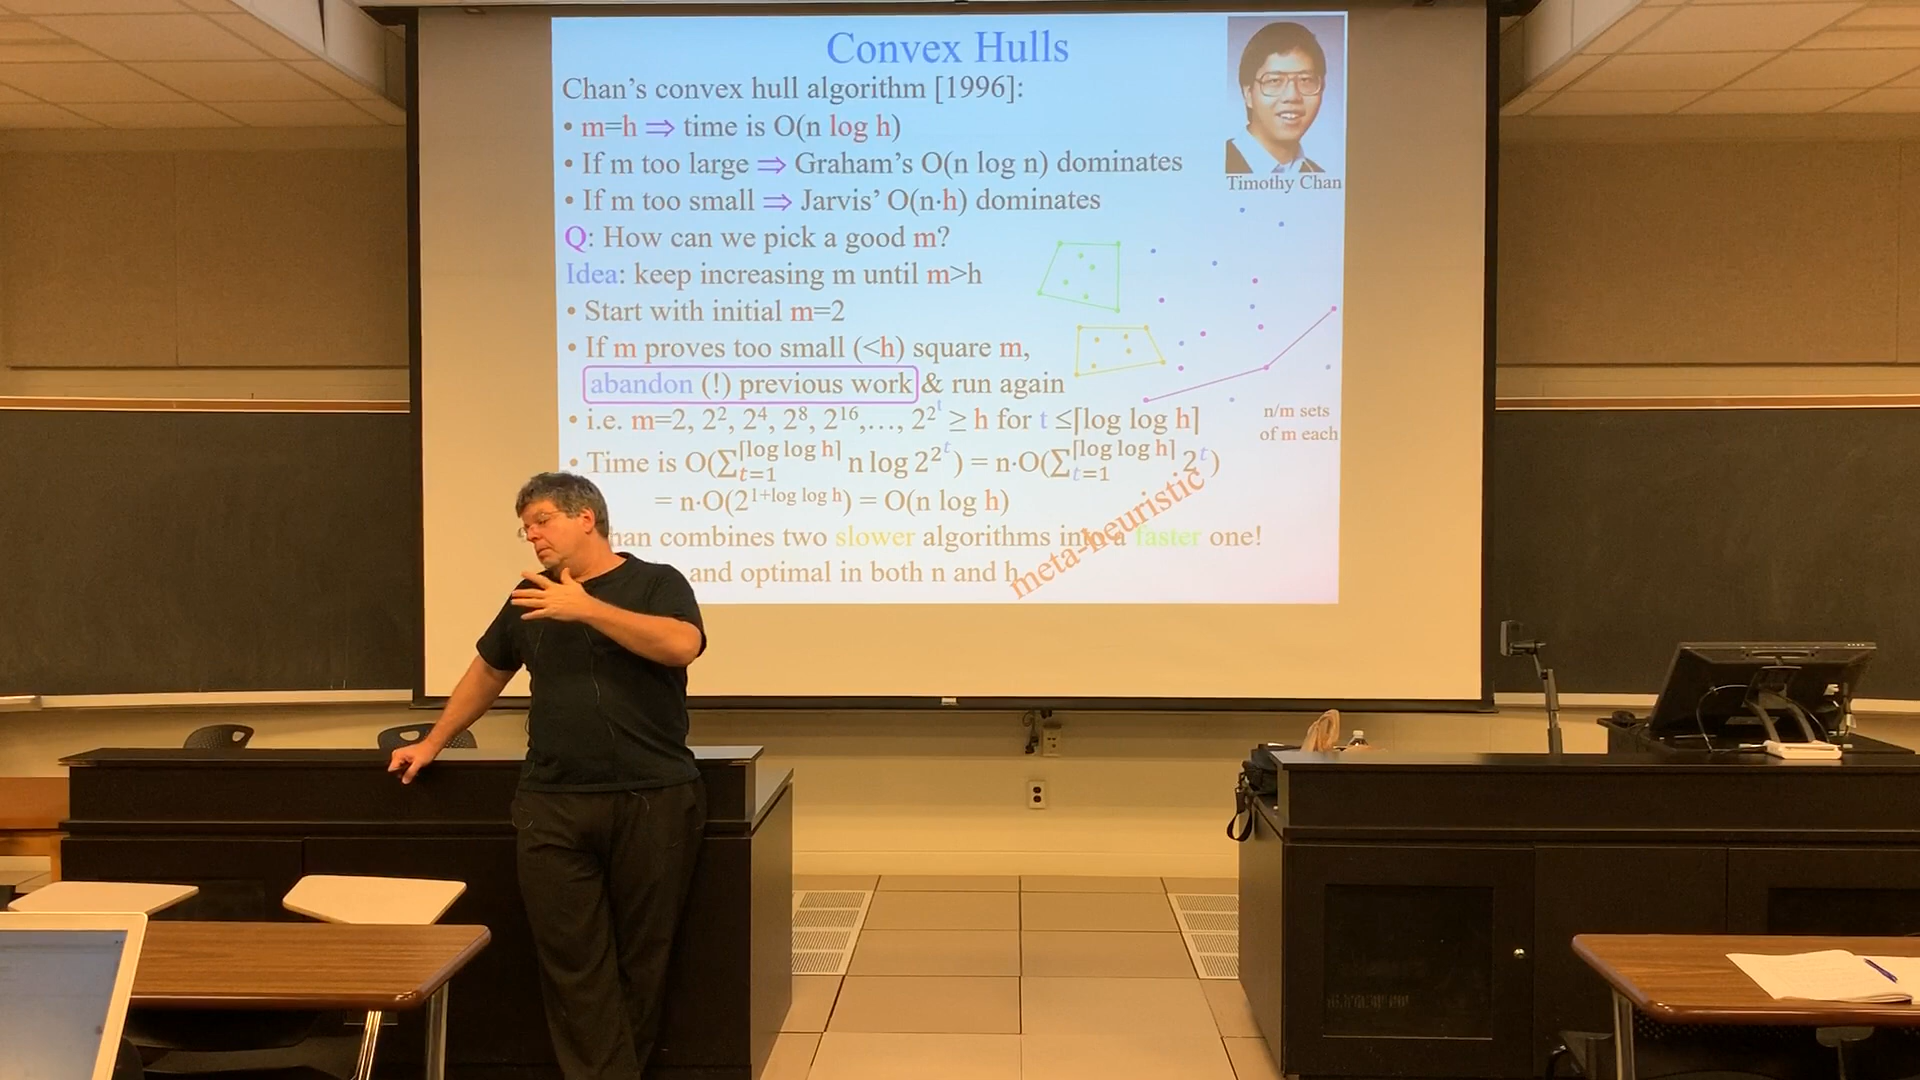 Convex Hulls
Chan's convex hull algorithm [1996]:
• m=h ⇒ time is O(n log h)
• If m too large ⇒ Graham's O(n log n) dominates
• If m too small ⇒ Jarvis' O(n·h) dominates
Timothy Chan
Q: How can we pick a good m?
Idea: keep increasing m until m>h
• Start with initial m=2
• If m proves too small (<h) square m,
abandon (!) previous work & run again
• i.e. m=2, 2², 2⁴, 2⁸, 2¹⁶,…, 2^2^t ≥ h for t ≤⌈log log h⌉
n/m sets
of m each
• Time is O(∑_{t=1}^{⌈log log h⌉} n log 2^2^t) = n·O(∑_{t=1}^{⌈log log h⌉} 2^t)
= n·O(2^{1+log log h}) = O(n log h)
han combines two slower algorithms into a faster one!
and optimal in both n and h
meta-heuristic